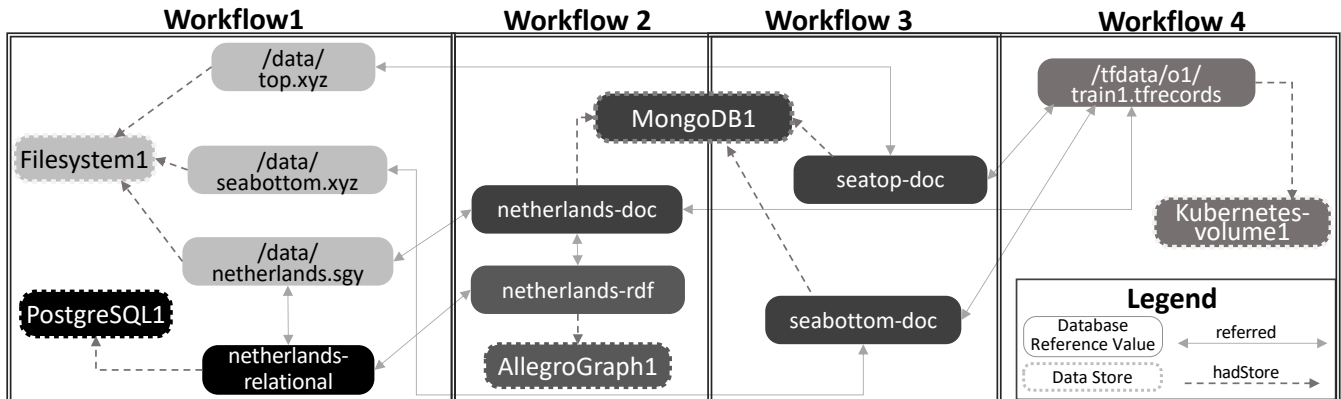 Workflow1
Workflow 2
Workflow 3
Workflow 4
/data/
top.xyz
Filesystem1
/data/
seabottom.xyz
/data/
netherlands.sgy
PostgreSQL1
netherlands-
relational
MongoDB1
netherlands-doc
netherlands-rdf
AllegroGraph1
seatop-doc
seabottom-doc
/tfdata/o1/
train1.tfrecords
Kubernetes-
volume1
Legend
Database
Reference Value
referred
Data Store
hadStore